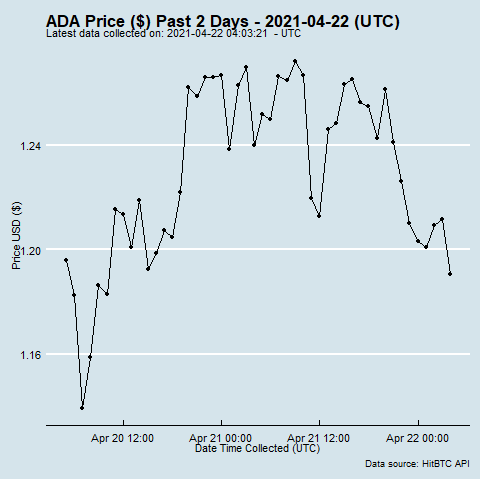 ADA Price ($) Past 2 Days - 2021-04-22 (UTC)
Latest data collected on: 2021-04-22 04:03:21  - UTC
1.24
1.20
1.16
Price USD ($)
Apr 20 12:00
Apr 21 00:00
Apr 21 12:00
Apr 22 00:00
Date Time Collected (UTC)
Data source: HitBTC API